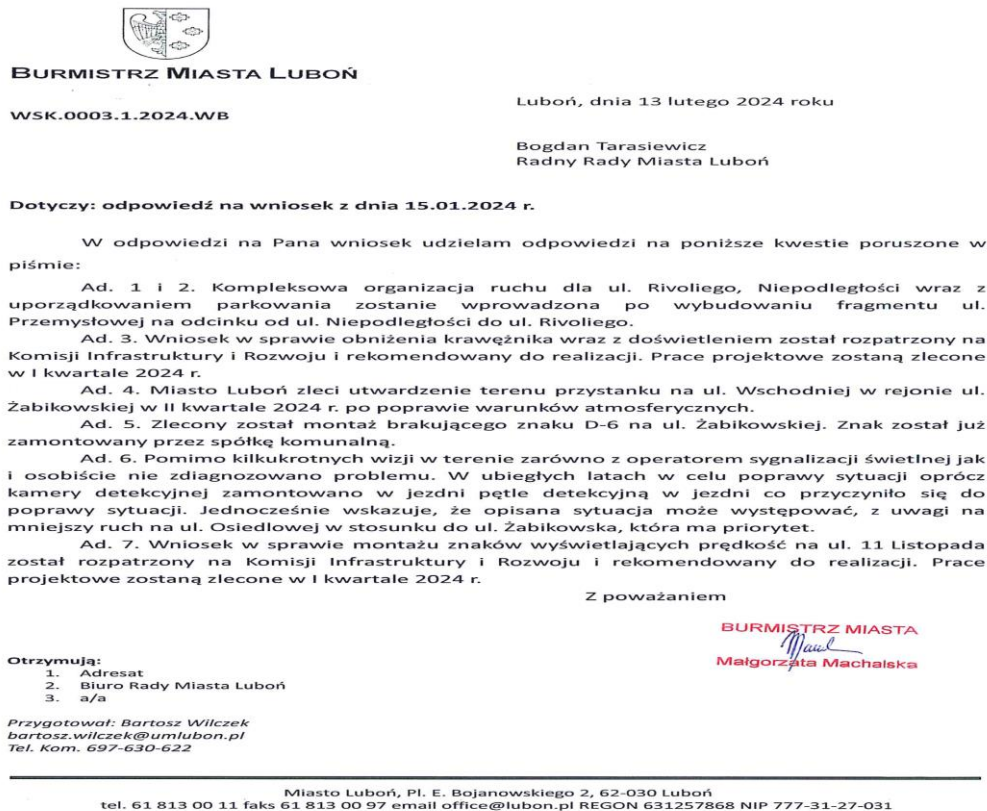 BURMISTRZ MIASTA LUBOŃ
Luboń, dnia 13 lutego 2024 roku
WSK.0003.1.2024.WB
Bogdan Tarasiewicz
Radny Rady Miasta Luboń
Dotyczy: odpowiedź na wniosek z dnia 15.01.2024 r.
W odpowiedzi na Pana wniosek udzielam odpowiedzi na poniższe kwestie poruszone w
piśmie:
Ad. 1 i 2. Kompleksowa organizacja ruchu dla ul. Rivoliego, Niepodległości wraz z
uporządkowaniem parkowania zostanie wprowadzona po wybudowaniu fragmentu ul.
Przemysłowej na odcinku od ul. Niepodległości do ul. Rivoliego.
Ad. 3. Wniosek w sprawie obniżenia krawężnika wraz z doświetleniem został rozpatrzony na
Komisji Infrastruktury i Rozwoju i rekomendowany do realizacji. Prace projektowe zostaną zlecone
w I kwartale 2024 r.
Ad. 4. Miasto Luboń zleci utwardzenie terenu przystanku na ul. Wschodniej w rejonie ul.
Żabikowskiej w II kwartale 2024 r. po poprawie warunków atmosferycznych.
Ad. 5. Zlecony został montaż brakującego znaku D-6 na ul. Żabikowskiej. Znak został już
zamontowany przez spółkę komunalną.
Ad. 6. Pomimo kilkukrotnych wizji w terenie zarówno z operatorem sygnalizacji świetlnej jak
i osobiście nie zdiagnozowano problemu. W ubiegłych latach w celu poprawy sytuacji oprócz
kamery detekcyjnej zamontowano w jezdni pętle detekcyjną w jezdni co przyczyniło się do
poprawy sytuacji. Jednocześnie wskazuje, że opisana sytuacja może występować, z uwagi na
mniejszy ruch na ul. Osiedlowej w stosunku do ul. Żabikowska, która ma priorytet.
Ad. 7. Wniosek w sprawie montażu znaków wyświetlających prędkość na ul. 11 Listopada
został rozpatrzony na Komisji Infrastruktury i Rozwoju i rekomendowany do realizacji. Prace
projektowe zostaną zlecone w I kwartale 2024 r.
Z poważaniem
BURMISTRZ MIASTA
Małgorzata Machalska
Otrzymują:
1. Adresat
2. Biuro Rady Miasta Luboń
3. a/a
Przygotował: Bartosz Wilczek
bartosz.wilczek@umlubon.pl
Tel. Kom. 697-630-622
Miasto Luboń, Pl. E. Bojanowskiego 2, 62-030 Luboń
tel. 61 813 00 11 faks 61 813 00 97 email office@lubon.pl REGON 631257868 NIP 777-31-27-031